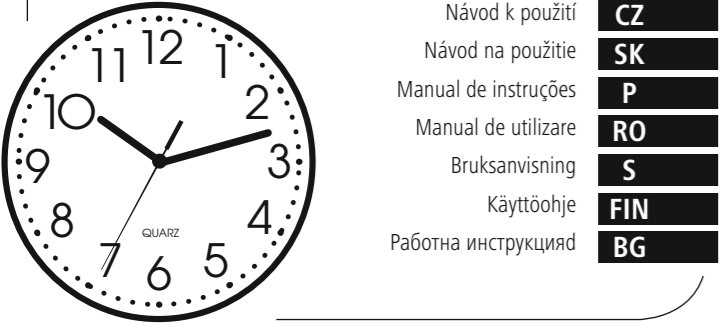 12
11
1
10
2
9
3
8
QUARZ
4
7
6
5
Návod k použití CZ
Návod na použitie SK
Manual de instruções P
Manual de utilizare RO
Bruksanvisning S
Käyttöohje FIN
Работна инструкцияd BG